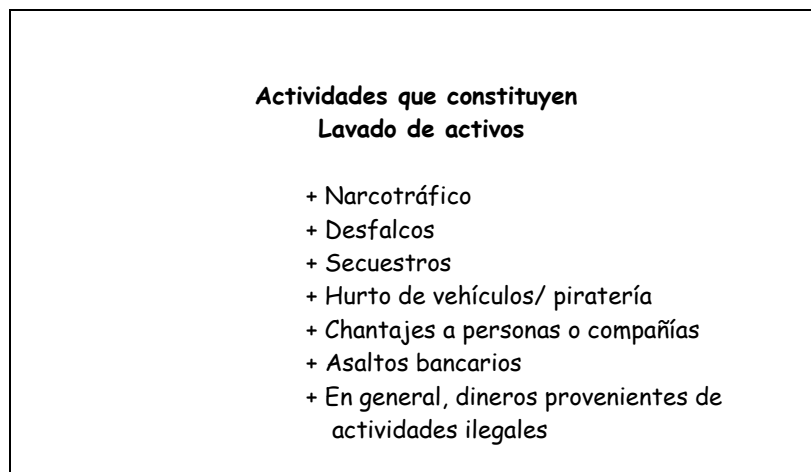 Actividades que constituyen
Lavado de activos
+ Narcotráfico
+ Desfalcos
+ Secuestros
+ Hurto de vehículos/ piratería
+ Chantajes a personas o compañías
+ Asaltos bancarios
+ En general, dineros provenientes de
actividades ilegales